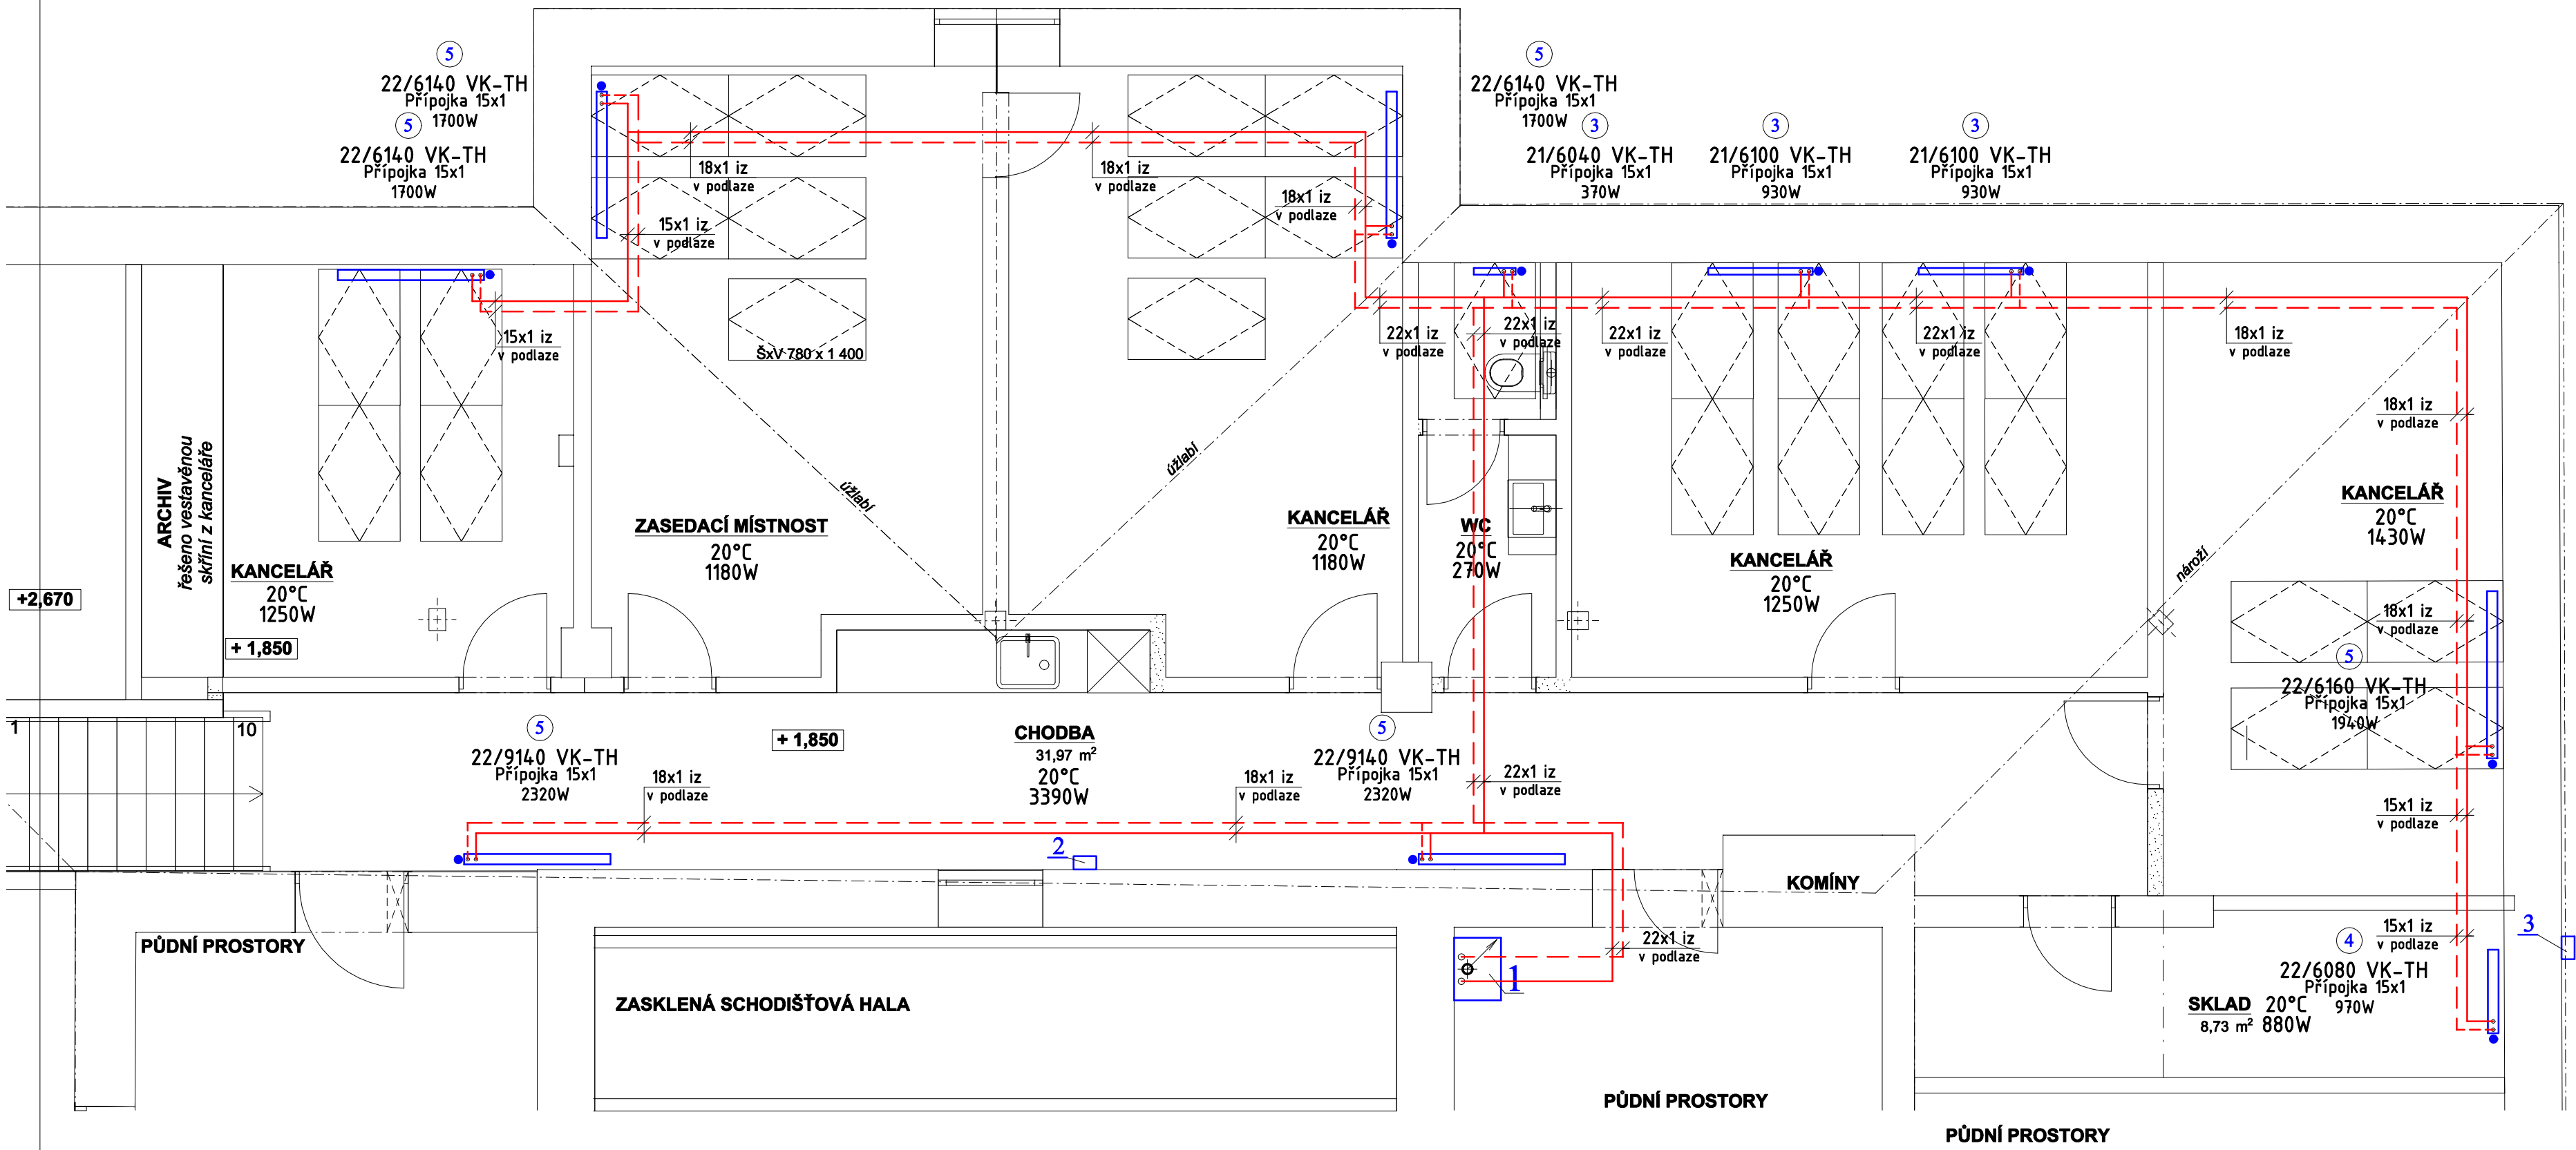 5
22/6140 VK-TH
Přípojka 15x1
1700W
5
22/6140 VK-TH
Přípojka 15x1
1700W
5
22/6140 VK-TH
Přípojka 15x1
1700W
3
21/6040 VK-TH
Přípojka 15x1
370W
3
21/6100 VK-TH
Přípojka 15x1
930W
3
21/6100 VK-TH
Přípojka 15x1
930W
18x1 iz
v podlaze
18x1 iz
v podlaze
18x1 iz
v podlaze
15x1 iz
v podlaze
15x1 iz
v podlaze
22x1 iz
v podlaze
22x1 iz
v podlaze
22x1 iz
v podlaze
22x1 iz
v podlaze
18x1 iz
v podlaze
ŠxV 780 x 1 400
18x1 iz
v podlaze
ARCHIV
řešeno vestavěnou
skříní z kanceláře
úžlabí
úžlabí
nároží
KANCELÁŘ
20°C
1250W
ZASEDACÍ MÍSTNOST
20°C
1180W
KANCELÁŘ
20°C
1180W
WC
20°C
270W
KANCELÁŘ
20°C
1250W
KANCELÁŘ
20°C
1430W
+2,670
+ 1,850
18x1 iz
v podlaze
5
22/6160 VK-TH
Přípojka 15x1
1940W
1
10
5
22/9140 VK-TH
Přípojka 15x1
2320W
18x1 iz
v podlaze
+ 1,850
CHODBA
31,97 m²
20°C
3390W
18x1 iz
v podlaze
5
22/9140 VK-TH
Přípojka 15x1
2320W
22x1 iz
v podlaze
15x1 iz
v podlaze
2
KOMÍNY
PŮDNÍ PROSTORY
22x1 iz
v podlaze
1
15x1 iz
v podlaze
3
4
22/6080 VK-TH
Přípojka 15x1
970W
ZASKLENÁ SCHODIŠŤOVÁ HALA
SKLAD 20°C
8,73 m² 880W
PŮDNÍ PROSTORY
PŮDNÍ PROSTORY